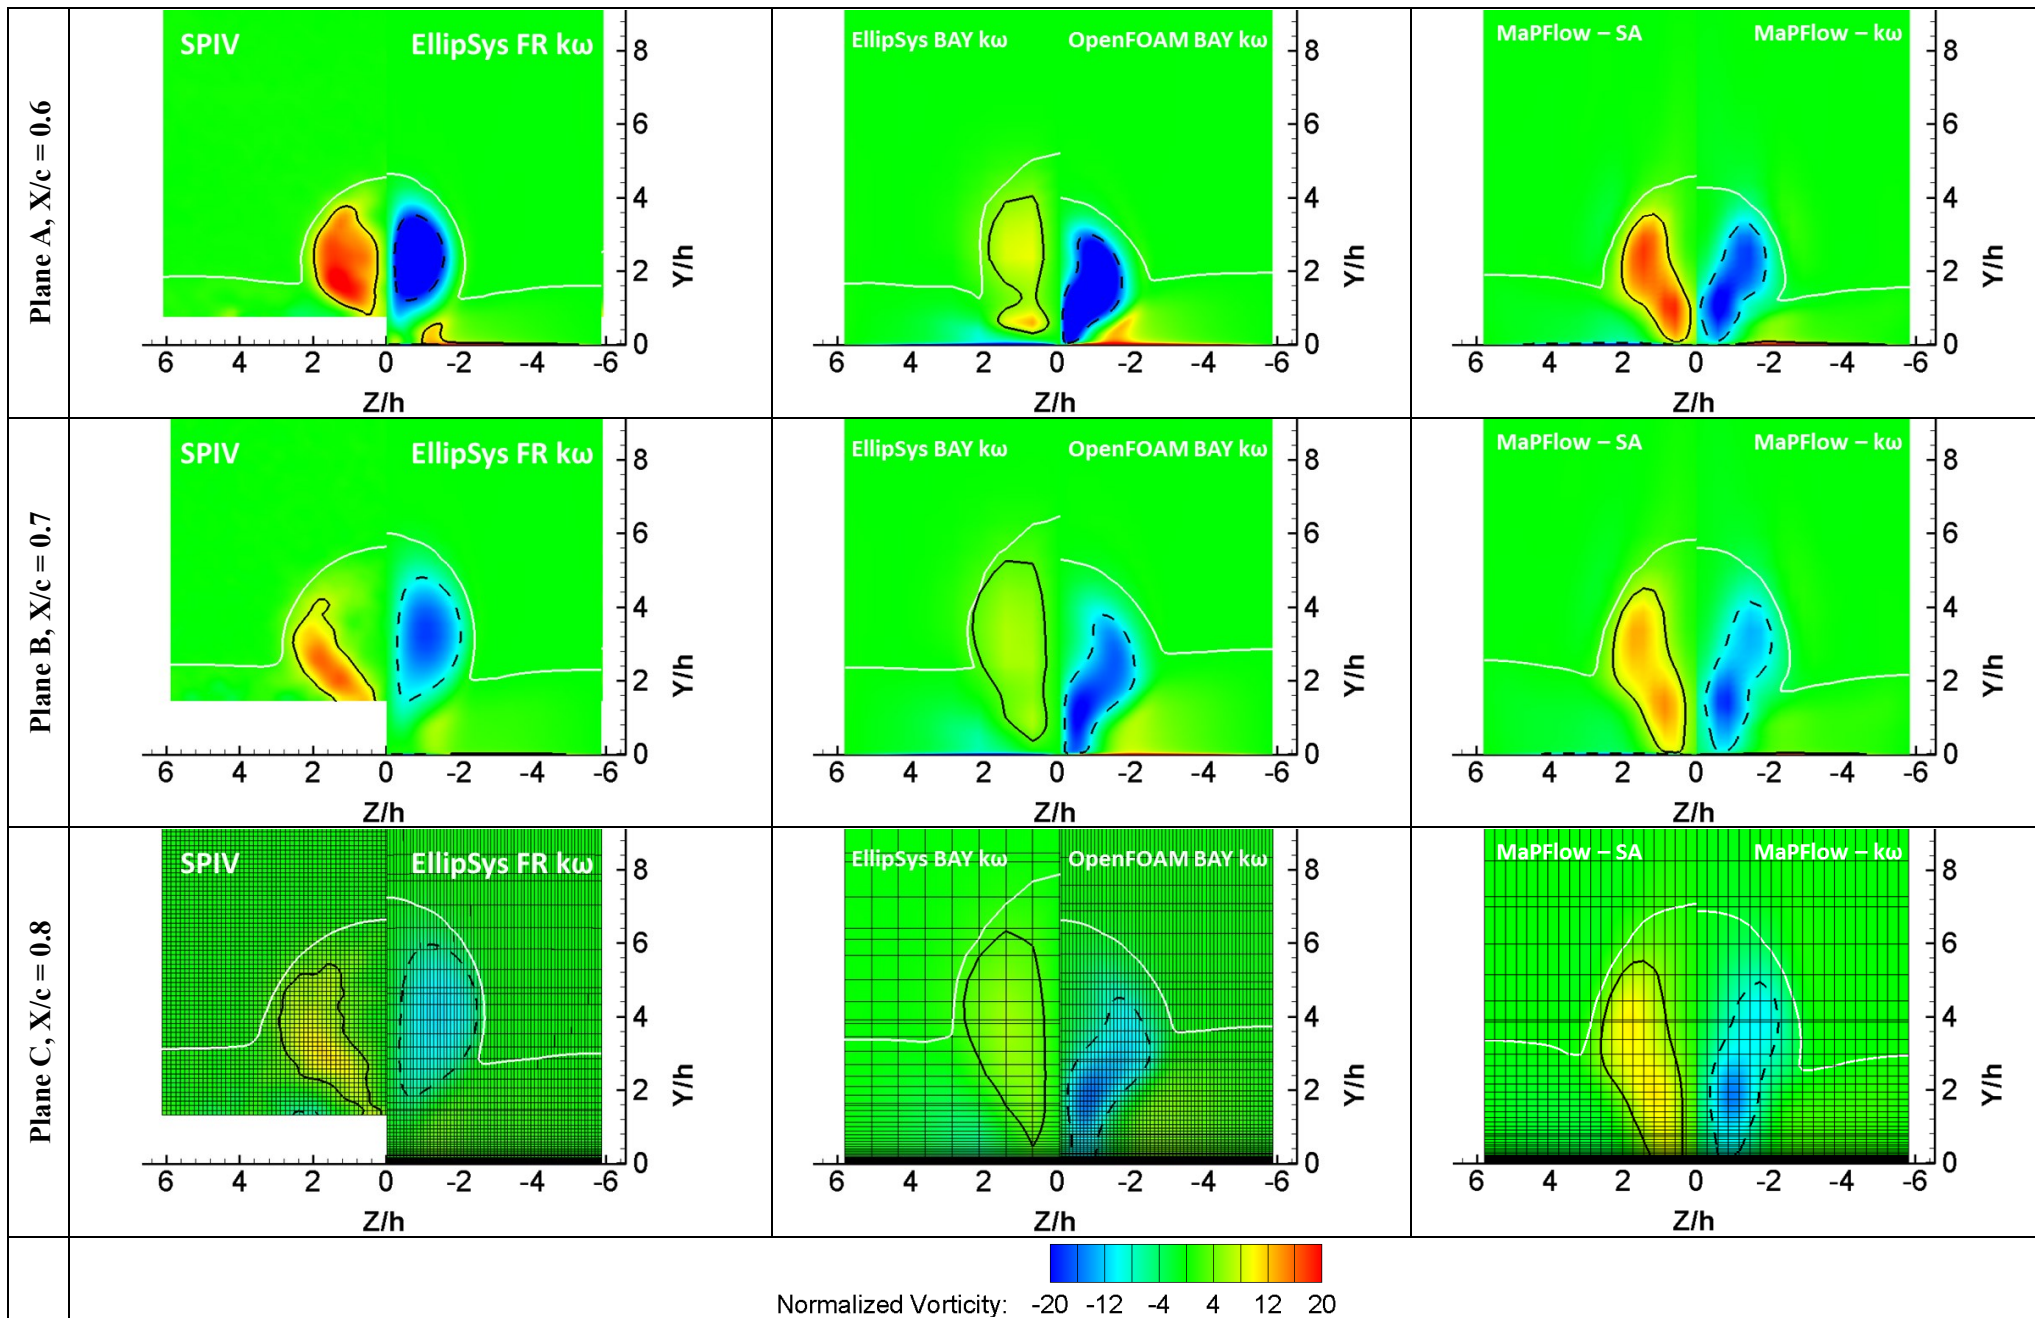 Plane A, X/c = 0.6
SPIV EllipSys FR kω
8
6
4
2
0
Y/h
6 4 2 0 -2 -4 -6
Z/h
EllipSys BAY kω OpenFOAM BAY kω
8
6
4
2
0
Y/h
6 4 2 0 -2 -4 -6
Z/h
MaPFlow – SA MaPFlow – kω
8
6
4
2
0
Y/h
6 4 2 0 -2 -4 -6
Z/h
Plane B, X/c = 0.7
SPIV EllipSys FR kω
8
6
4
2
0
Y/h
6 4 2 0 -2 -4 -6
Z/h
EllipSys BAY kω OpenFOAM BAY kω
8
6
4
2
0
Y/h
6 4 2 0 -2 -4 -6
Z/h
MaPFlow – SA MaPFlow – kω
8
6
4
2
0
Y/h
6 4 2 0 -2 -4 -6
Z/h
Plane C, X/c = 0.8
SPIV EllipSys FR kω
8
6
4
2
0
Y/h
6 4 2 0 -2 -4 -6
Z/h
EllipSys BAY kω OpenFOAM BAY kω
8
6
4
2
0
Y/h
6 4 2 0 -2 -4 -6
Z/h
MaPFlow – SA MaPFlow – kω
8
6
4
2
0
Y/h
6 4 2 0 -2 -4 -6
Z/h
Normalized Vorticity: -20 -12 -4 4 12 20